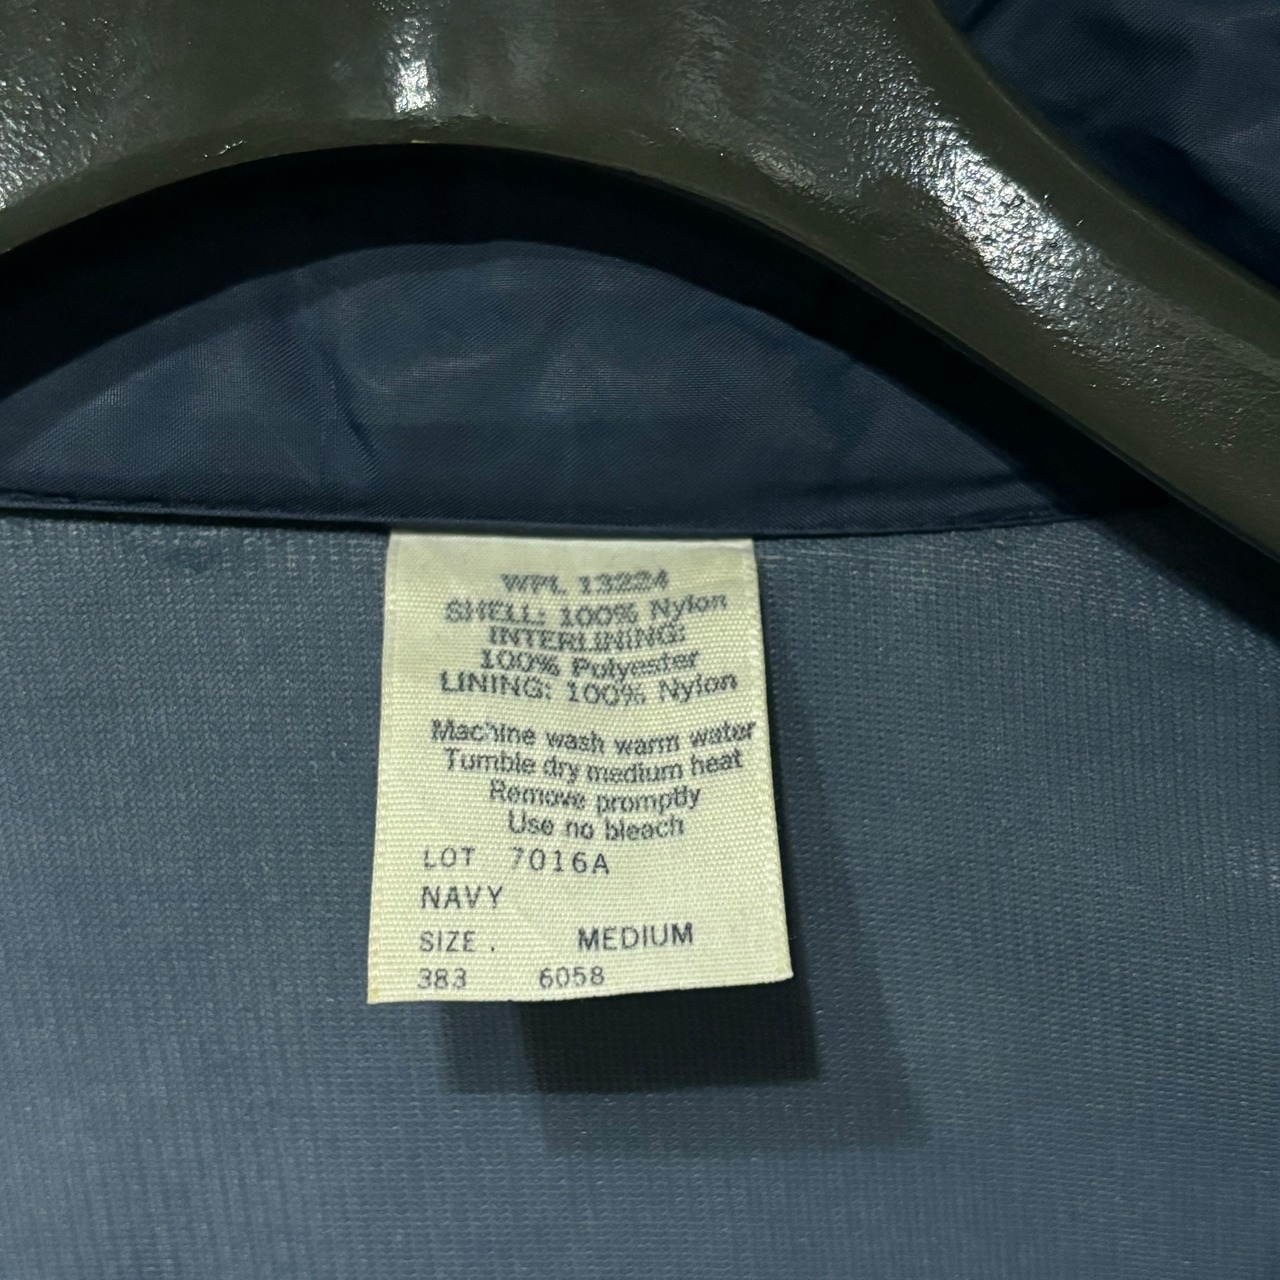 WPL 13224
SHELL: 100% Nylon
INTERLINING:
100% Polyester
LINING: 100% Nylon
Machine wash warm water
Tumble dry medium heat
Remove promptly
Use no bleach
LOT 7016A
NAVY
SIZE . MEDIUM
383 6058